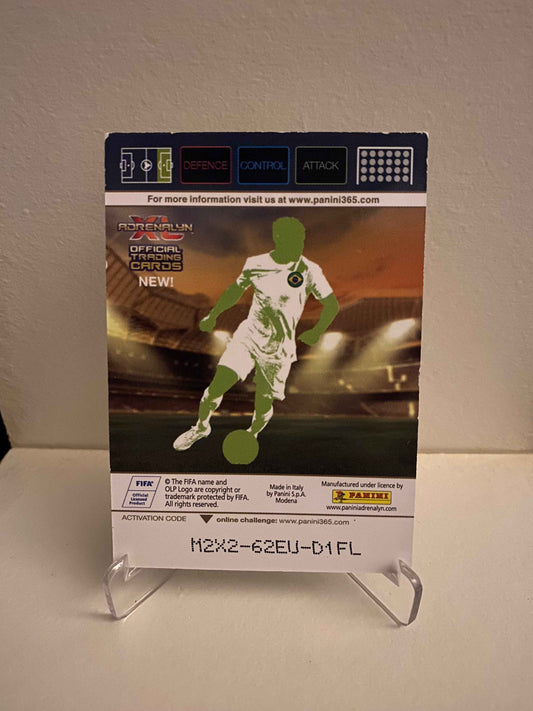 DEFENCE CONTROL ATTACK
For more information visit us at www.panini365.com
ADRENALYN XL
OFFICIAL
TRADING
CARDS
NEW!
FIFA®
Official
Licensed
Product
© The FIFA name and
OLP Logo are copyright or
trademark protected by FIFA.
All rights reserved.
Made in Italy
by Panini S.p.A.
Modena
Manufactured under licence by
PANINI
www.paniniadrenalyn.com
ACTIVATION CODE
online challenge: www.panini365.com
M2X2-62EU-D1FL